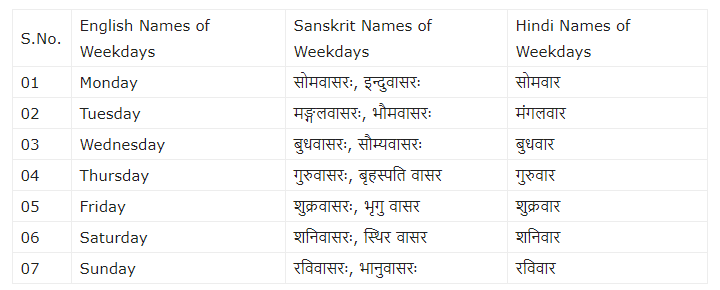 S.No. English Names of Weekdays Sanskrit Names of Weekdays Hindi Names of Weekdays
01 Monday सोमवासरः, इन्दुवासरः सोमवार
02 Tuesday मङ्गलवासरः, भौमवासरः मंगलवार
03 Wednesday बुधवासरः, सौम्यवासरः बुधवार
04 Thursday गुरुवासरः, बृहस्पति वासर गुरुवार
05 Friday शुक्रवासरः, भृगु वासर शुक्रवार
06 Saturday शनिवासरः, स्थिर वासर शनिवार
07 Sunday रविवासरः, भानुवासरः रविवार